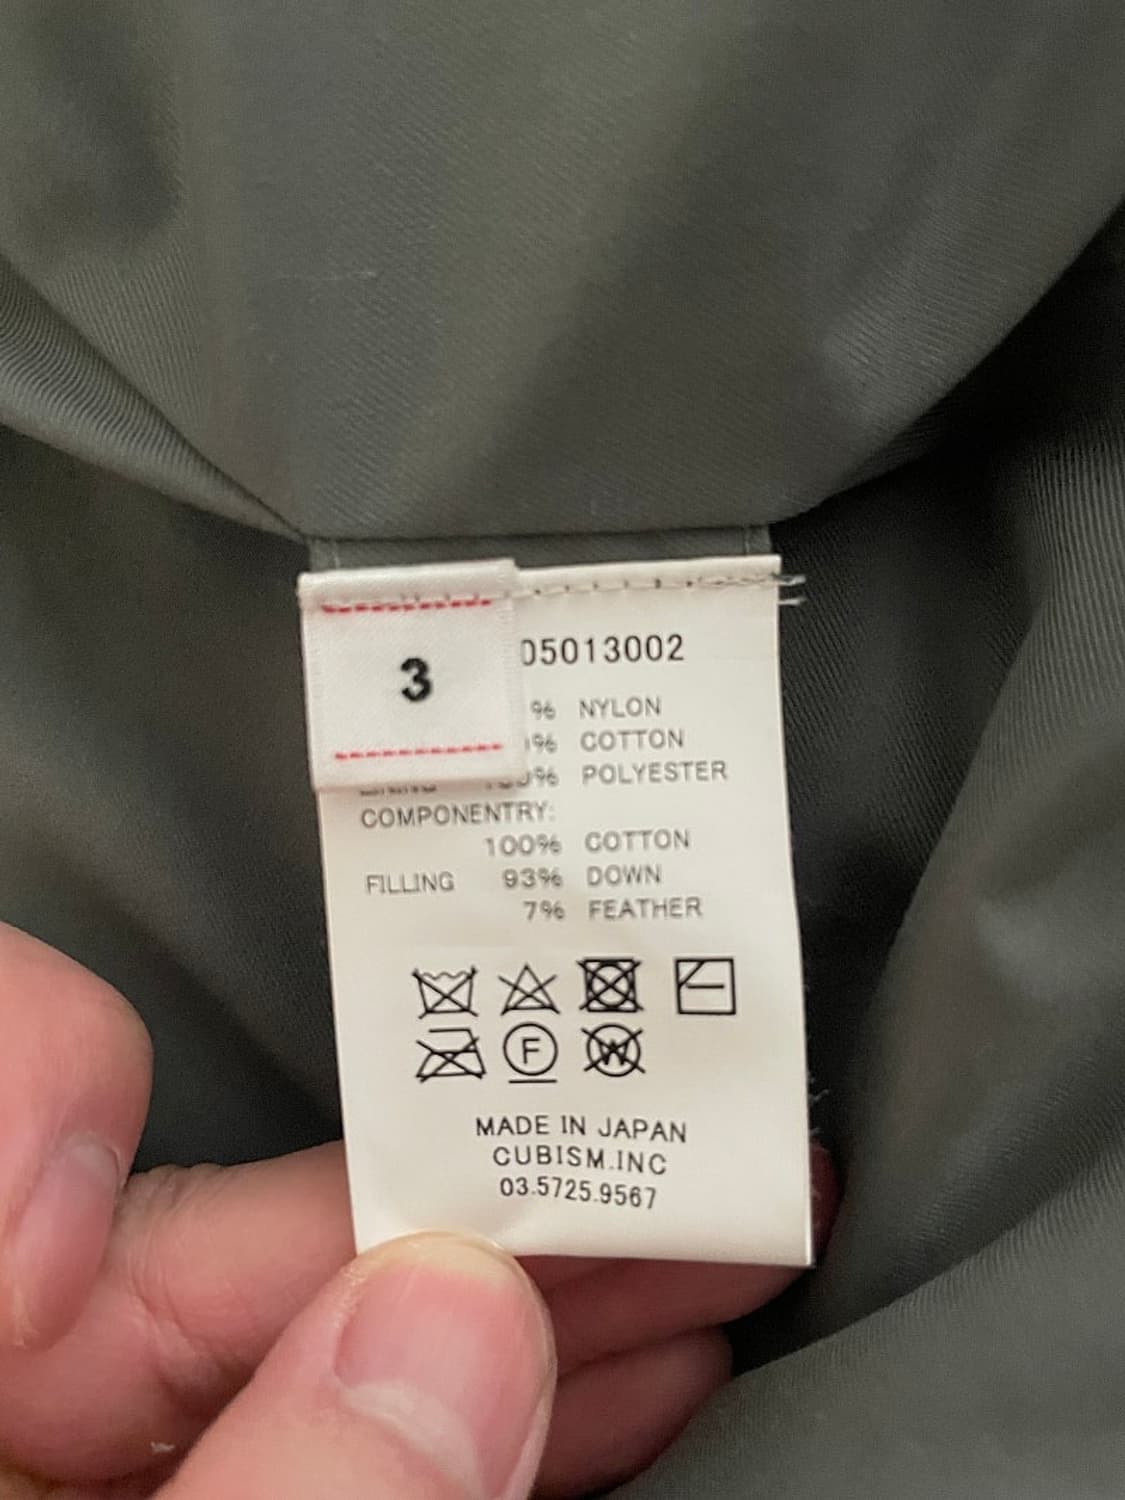 3
05013002
% NYLON
% COTTON
% POLYESTER
COMPONENTRY:
100% COTTON
FILLING 93% DOWN
7% FEATHER
F
W
MADE IN JAPAN
CUBISM.INC
03.5725.9567